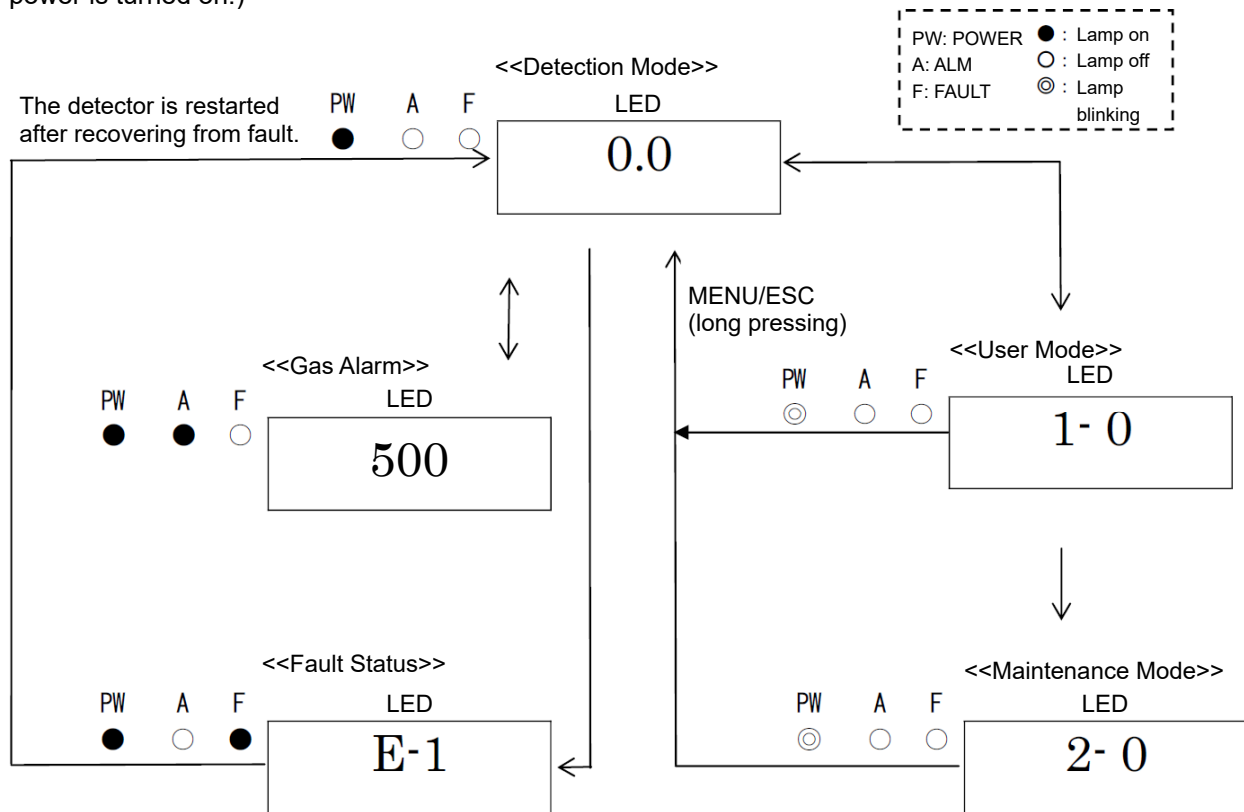 power is turned on.)
PW: POWER ● : Lamp on
A: ALM ○ : Lamp off
F: FAULT ◎ : Lamp
blinking
<<Detection Mode>>
The detector is restarted
after recovering from fault.
PW A F
LED
0.0
MENU/ESC
(long pressing)
<<Gas Alarm>>
PW A F
LED
500
<<User Mode>>
PW A F
LED
1- 0
<<Fault Status>>
PW A F
LED
E-1
<<Maintenance Mode>>
PW A F
LED
2- 0